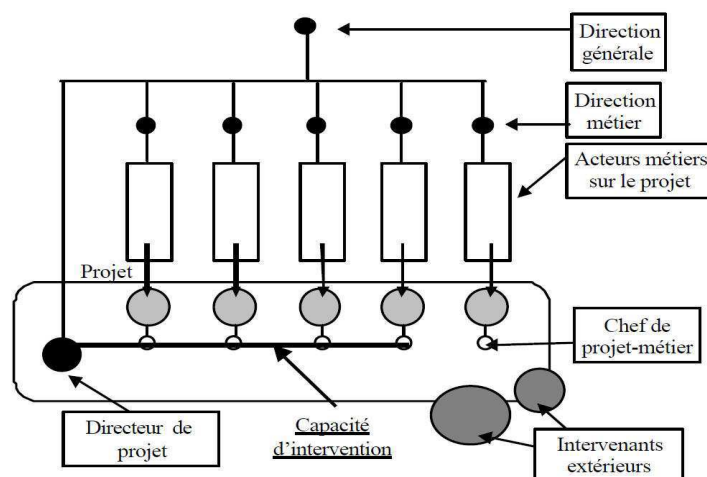 Direction
générale
Direction
métier
Acteurs métiers
sur le projet
Projet
Chef de
projet-métier
Directeur de
projet
Capacité
d'intervention
Intervenants
extérieurs